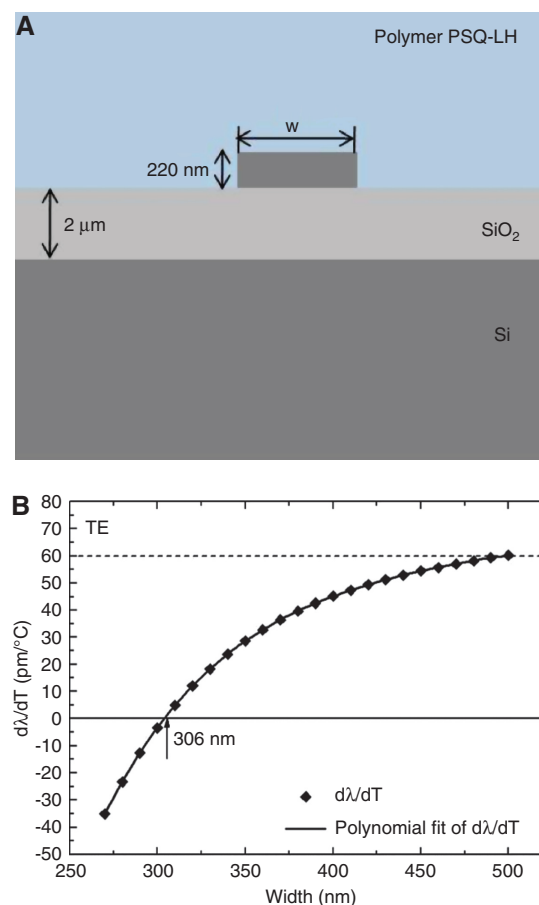 A
Polymer PSQ-LH
w
220 nm
2 μm
SiO₂
Si
B
80
70
60
50
40
30
20
10
0
-10
-20
-30
-40
-50
TE
306 nm
dλ/dT
Polynomial fit of dλ/dT
dλ/dT (pm/°C)
250 300 350 400 450 500
Width (nm)